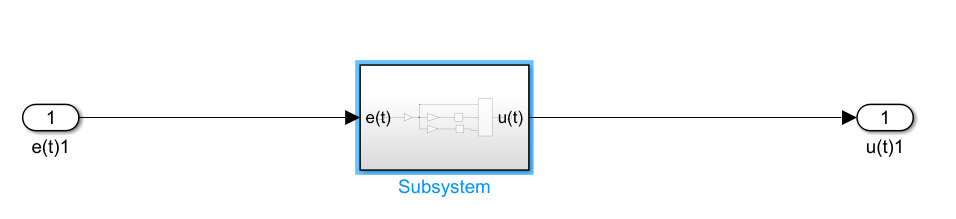 1
e(t)1
e(t)
u(t)
Subsystem
1
u(t)1